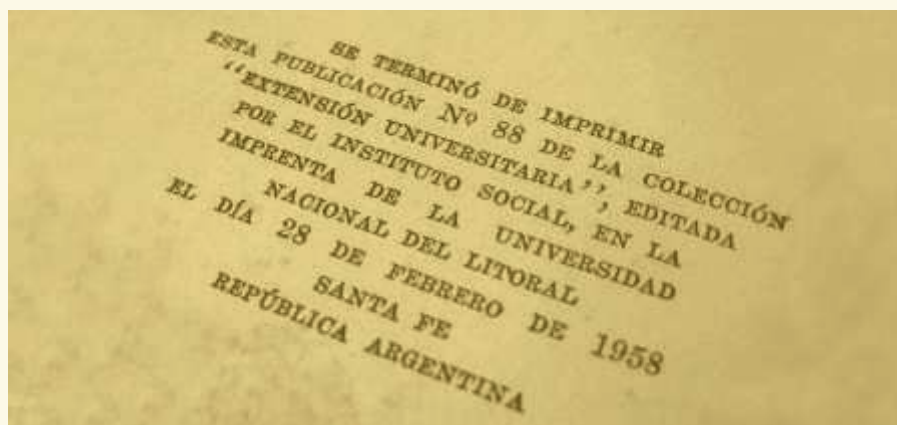 SE TERMINÓ DE IMPRIMIR
ESTA PUBLICACIÓN Nº 88 DE LA COLECCIÓN
“EXTENSIÓN UNIVERSITARIA”, EDITADA
POR EL INSTITUTO SOCIAL, EN LA
IMPRENTA DE LA UNIVERSIDAD
NACIONAL DEL LITORAL
EL DÍA 28 DE FEBRERO DE 1958
SANTA FE
REPÚBLICA ARGENTINA